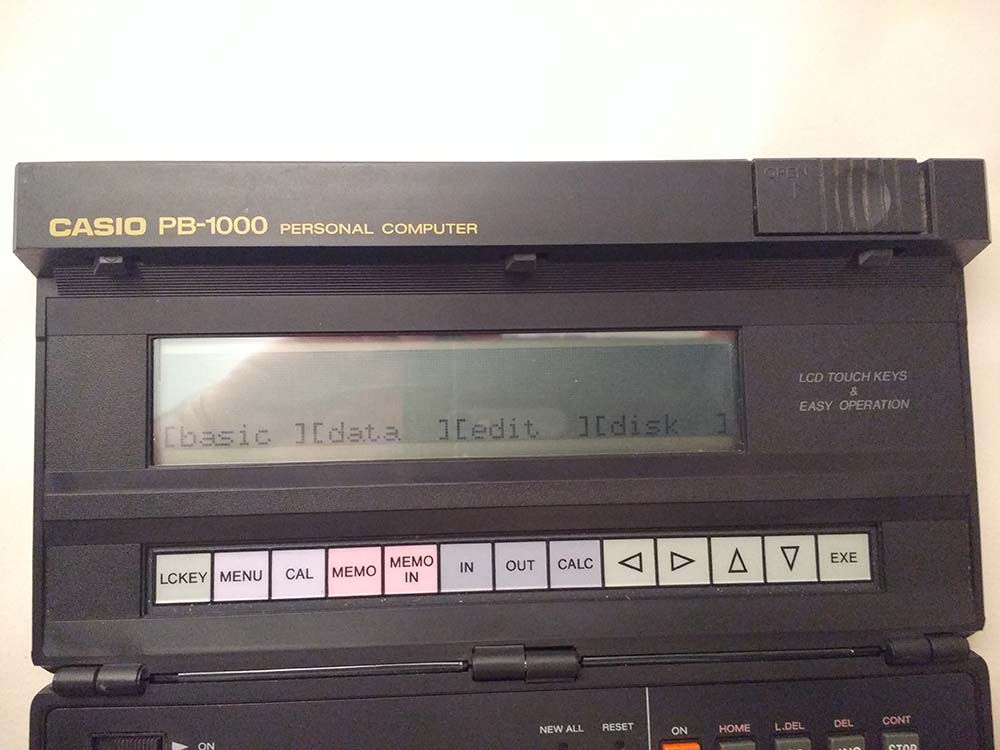 OPEN
CASIO PB-1000 PERSONAL COMPUTER
LCD TOUCH KEYS
&
EASY OPERATION
[basic ][data ][edit ][disk ]
LCKEY MENU CAL MEMO MEMO IN IN OUT CALC EXE
NEW ALL RESET ON HOME L.DEL DEL CONT
ON